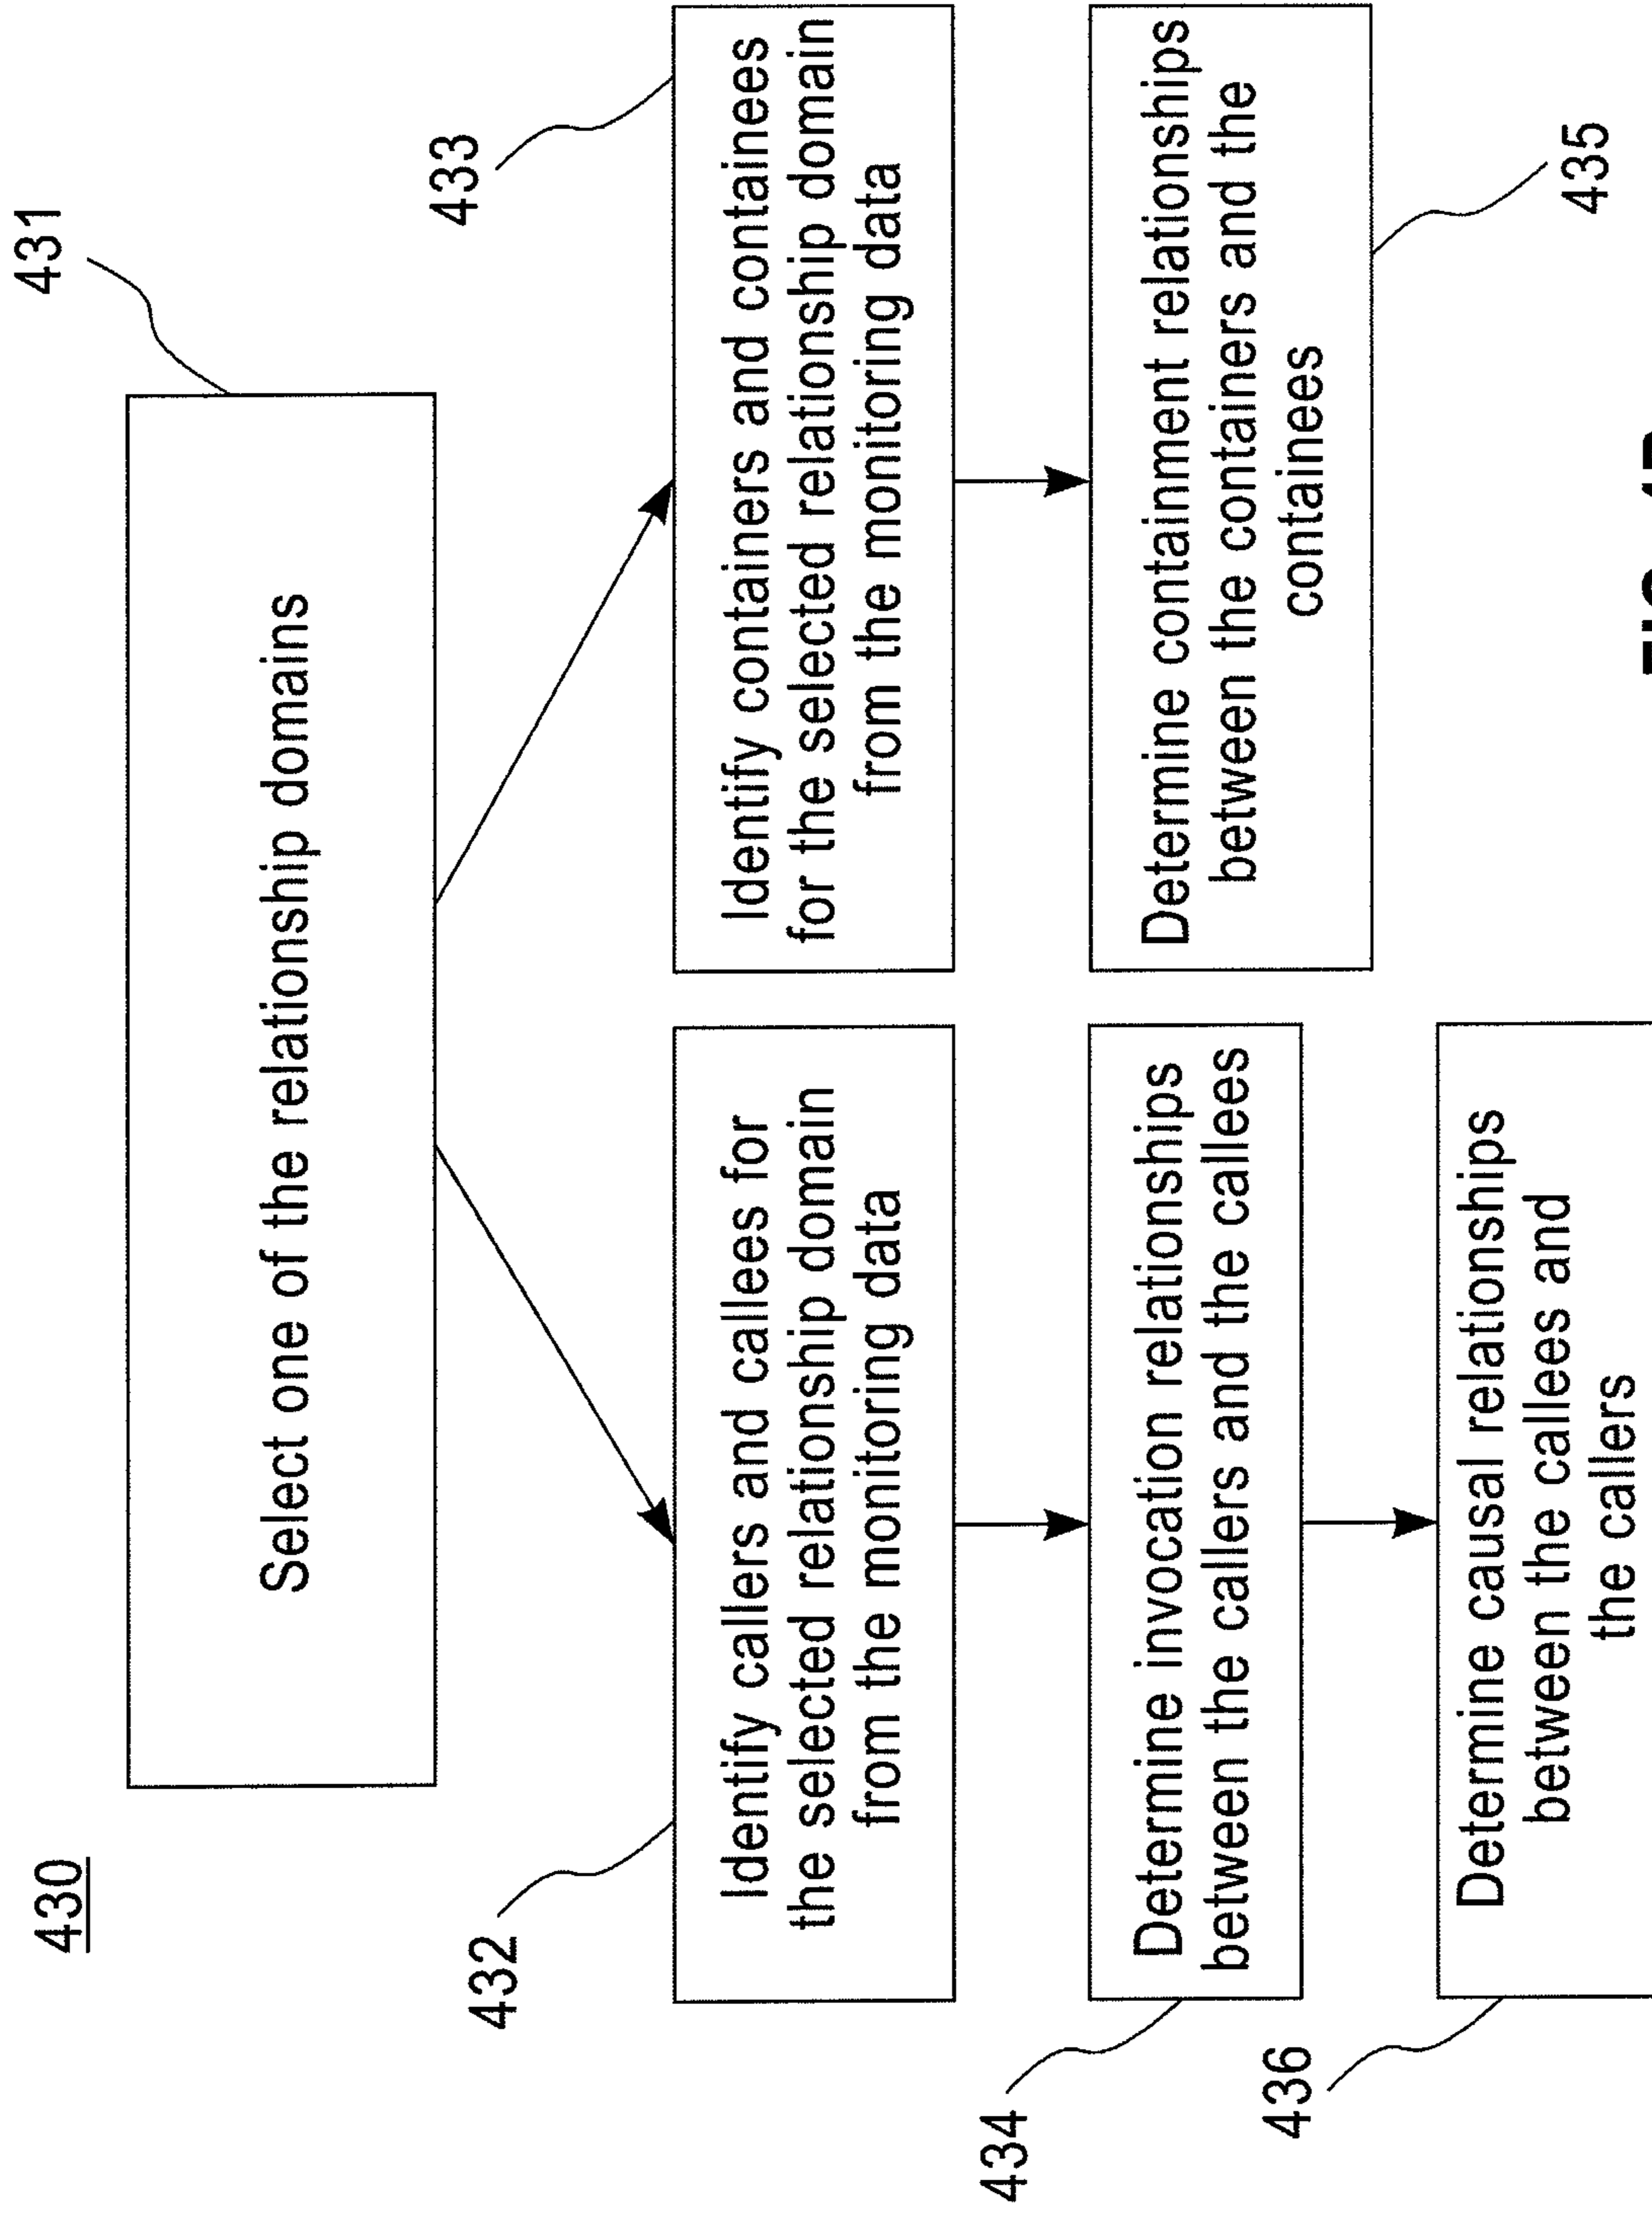 430
431
Select one of the relationship domains
432
Identify callers and callees for
the selected relationship domain
from the monitoring data
433
Identify containers and containees
for the selected relationship domain
from the monitoring data
434
Determine invocation relationships
between the callers and the callees
Determine containment relationships
between the containers and the
containees
435
436
Determine causal relationships
between the callees and
the callers